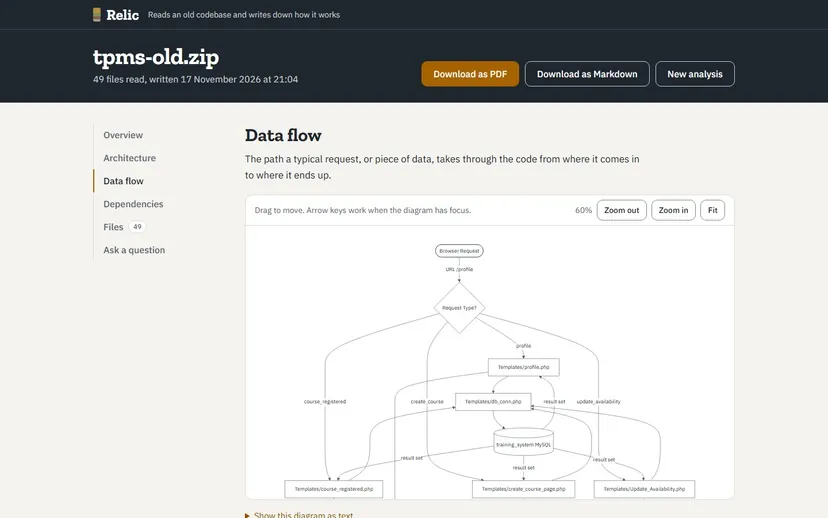 Relic
Reads an old codebase and writes down how it works
tpms-old.zip
49 files read, written 17 November 2026 at 21:04
Download as PDF
Download as Markdown
New analysis
Overview
Architecture
Data flow
Dependencies
Files 49
Ask a question
Data flow
The path a typical request, or piece of data, takes through the code from where it comes in
to where it ends up.
Drag to move. Arrow keys work when the diagram has focus.
60%
Zoom out
Zoom in
Fit
Browser Request
URL /profile
Request Type?
profile
Templates/profile.php
course_registered
create_course
Templates/db_conn.php
result set
update_availability
training_system MySQL
result set
result set
result set
Templates/course_registered.php
Templates/create_course_page.php
Templates/Update_Availability.php
Show this diagram as text